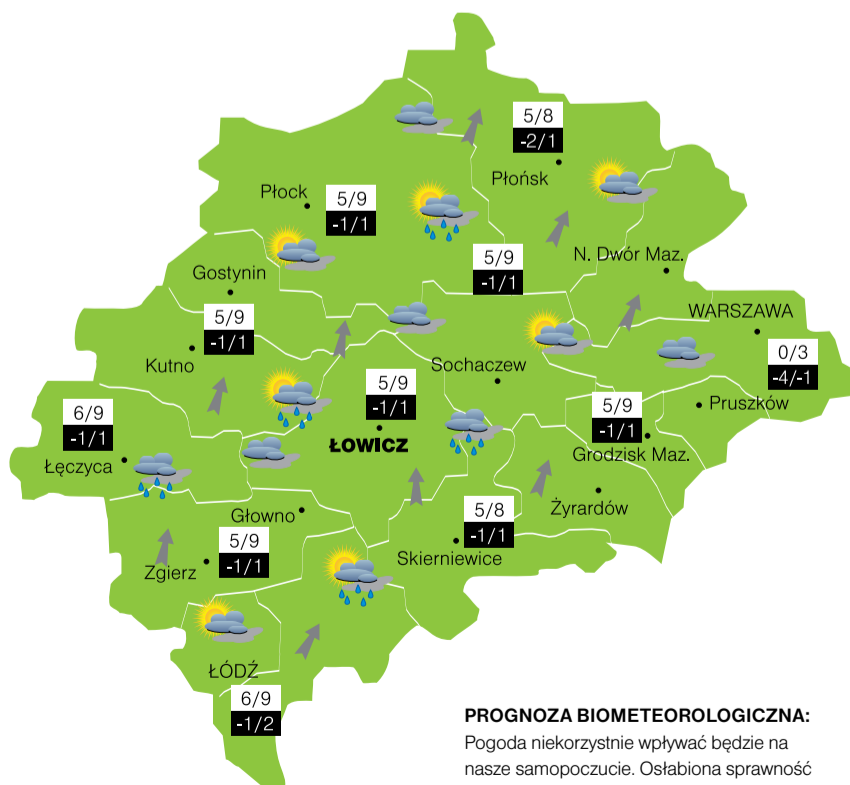 5/8
-2/1
Płońsk
Płock
5/9
-1/1
5/9
-1/1
N. Dwór Maz.
Gostynin
WARSZAWA
5/9
-1/1
Kutno
0/3
-4/-1
Sochaczew
5/9
-1/1
ŁOWICZ
Pruszków
5/9
-1/1
Grodzisk Maz.
6/9
-1/1
Łęczyca
Żyrardów
Głowno
5/8
-1/1
Skierniewice
5/9
-1/1
Zgierz
ŁÓDŹ
6/9
-1/2
PROGNOZA BIOMETEOROLOGICZNA:
Pogoda niekorzystnie wpływać będzie na
nasze samopoczucie. Osłabiona sprawność